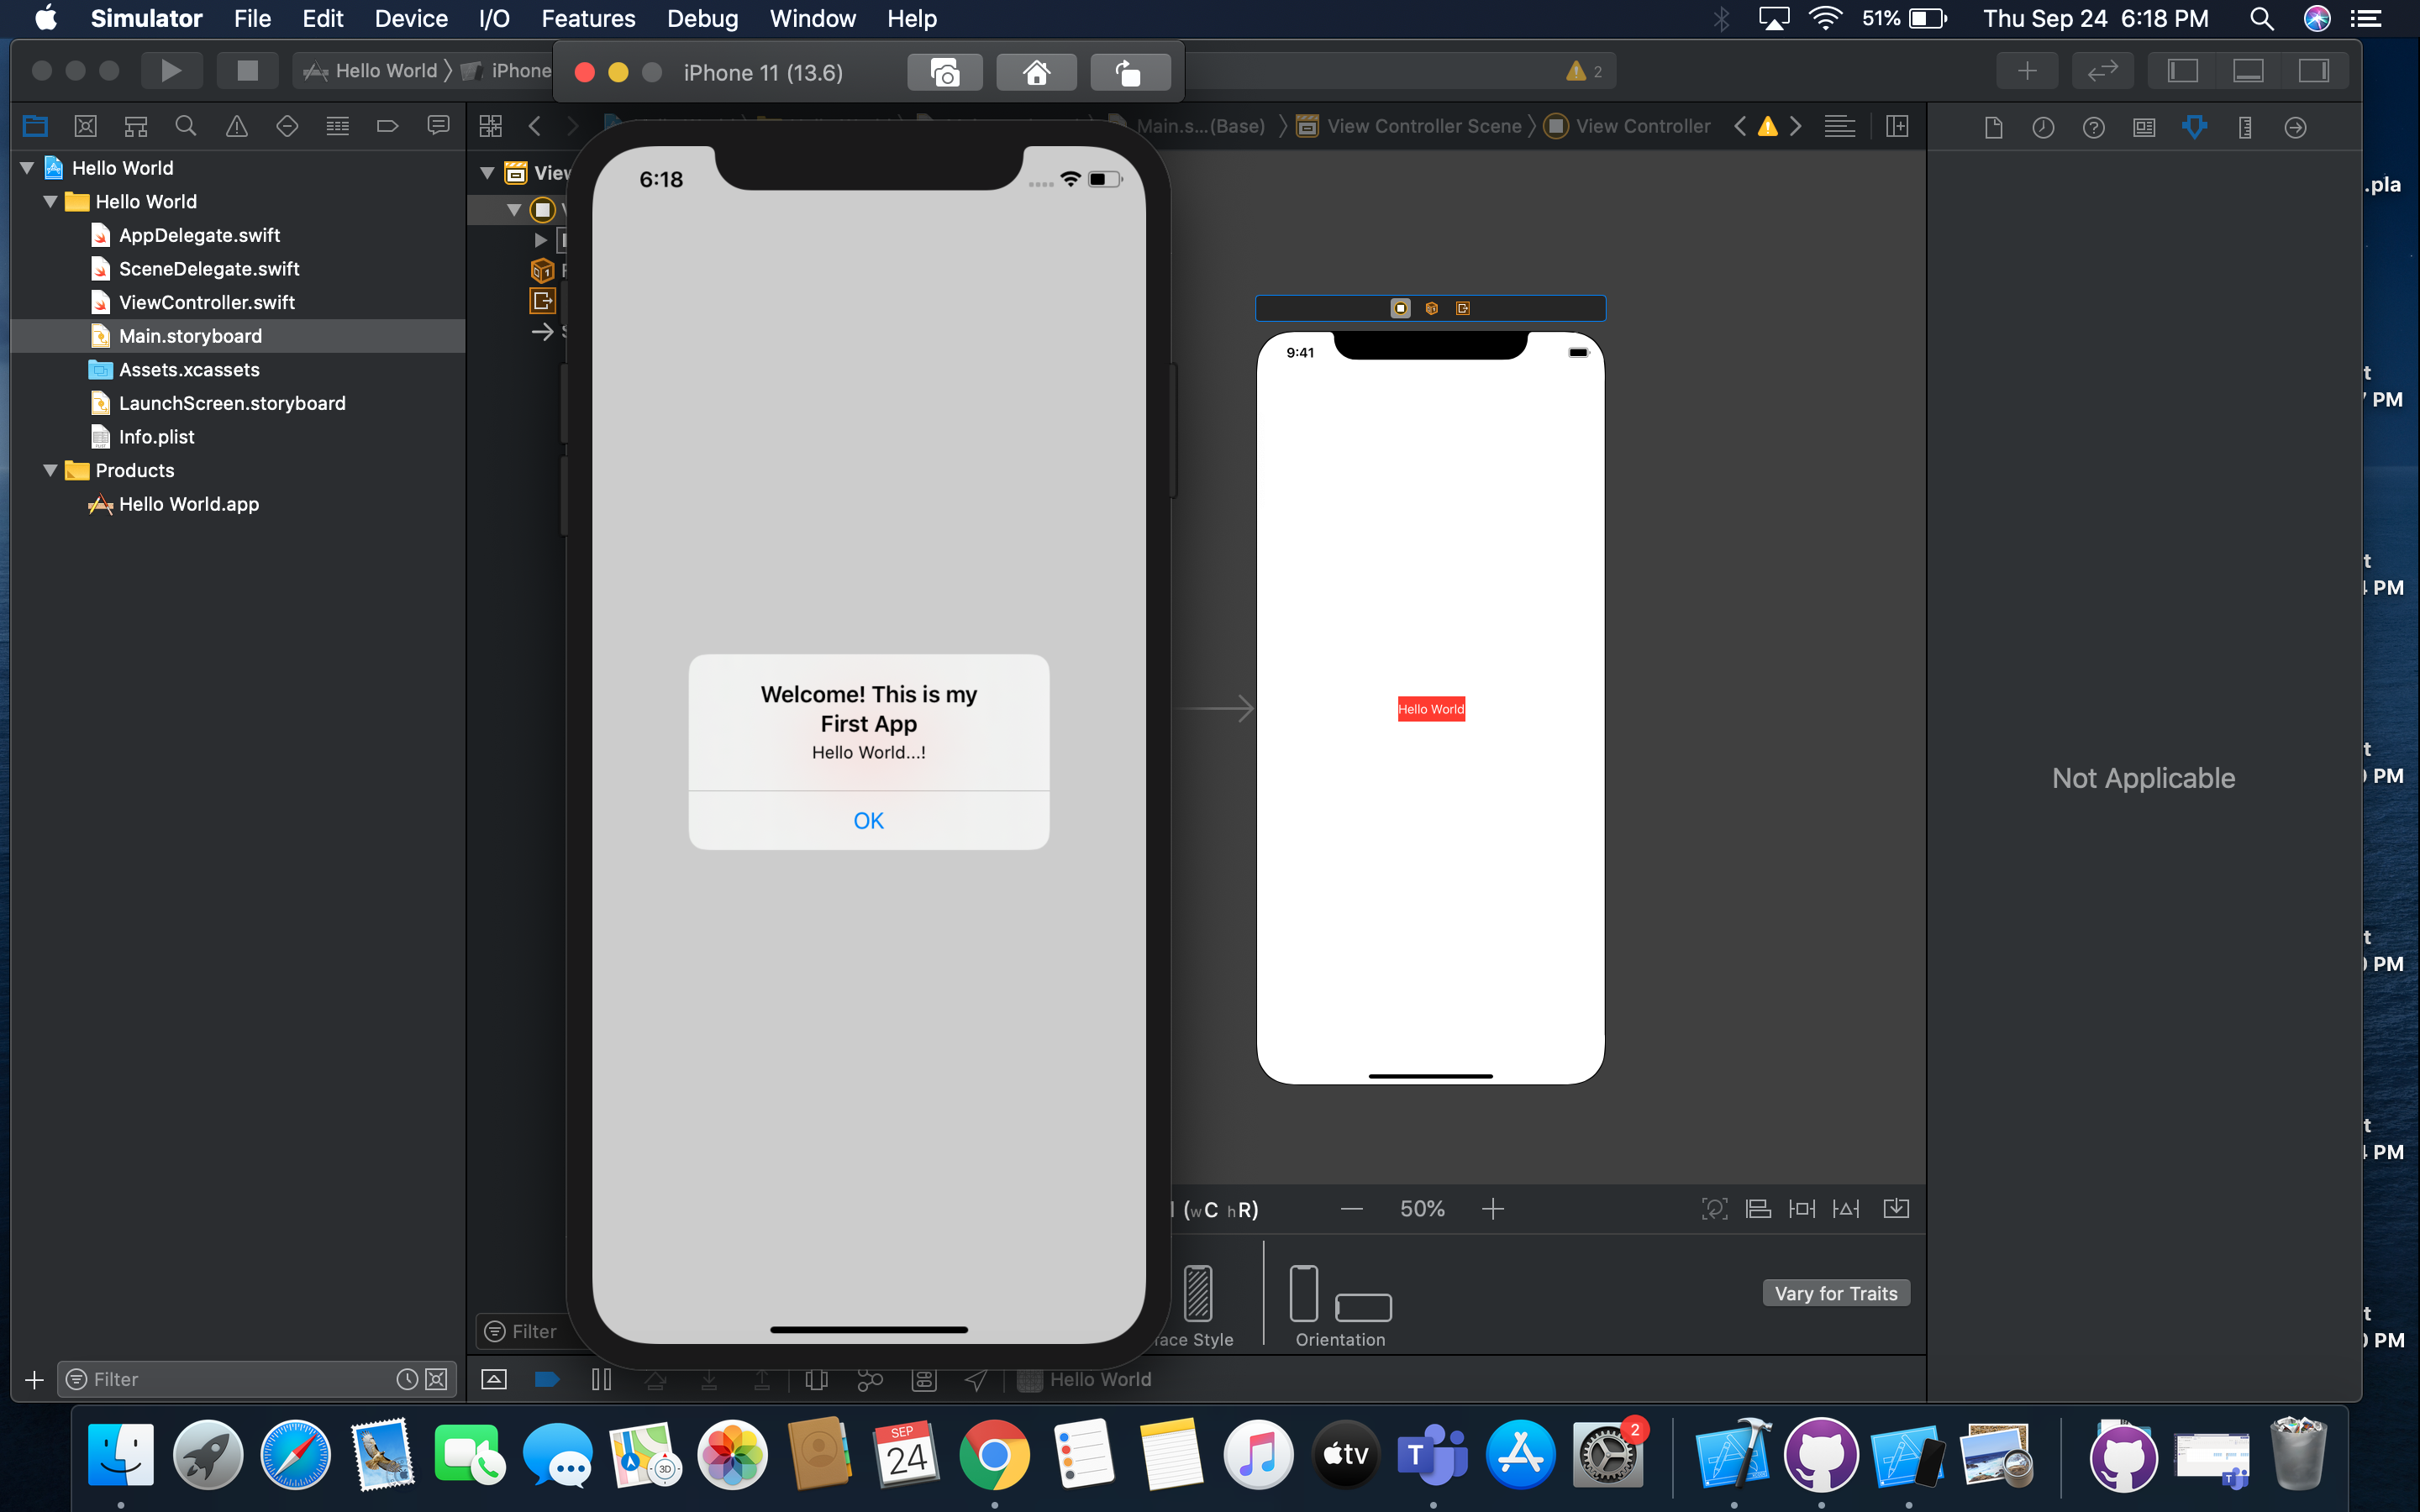 Simulator File Edit Device I/O Features Debug Window Help 51% Thu Sep 24 6:18 PM
Hello World iPhone
iPhone 11 (13.6)
2
Main.s...(Base) View Controller Scene View Controller
Hello World
Hello World
AppDelegate.swift
SceneDelegate.swift
ViewController.swift
Main.storyboard
Assets.xcassets
LaunchScreen.storyboard
Info.plist
Products
Hello World.app
Filter
View
Filter
6:18
Welcome! This is my
First App
Hello World...!
OK
9:41
Hello World
(wC hR)
50%
Orientation
Vary for Traits
Hello World
Not Applicable
.pla
PM
PM
PM
PM
PM
PM
PM
SEP
24
3D
tv
T
2